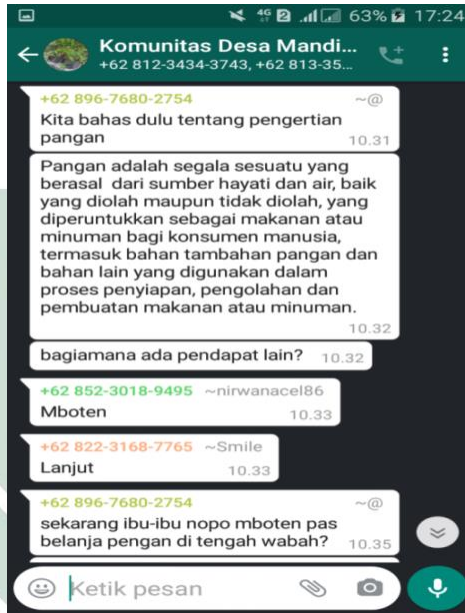 4G 2 63% 17:24
Komunitas Desa Mandi...
+62 812-3434-3743, +62 813-35...
+62 896-7680-2754 ~@
Kita bahas dulu tentang pengertian
pangan 10.31
Pangan adalah segala sesuatu yang
berasal dari sumber hayati dan air, baik
yang diolah maupun tidak diolah, yang
diperuntukkan sebagai makanan atau
minuman bagi konsumen manusia,
termasuk bahan tambahan pangan dan
bahan lain yang digunakan dalam
proses penyiapan, pengolahan dan
pembuatan makanan atau minuman.
10.32
bagiamana ada pendapat lain? 10.32
+62 852-3018-9495 ~nirwanacel86
Mboten 10.33
+62 822-3168-7765 ~Smile
Lanjut 10.33
+62 896-7680-2754 ~@
sekarang ibu-ibu nopo mboten pas
belanja pengan di tengah wabah? 10.35
Ketik pesan